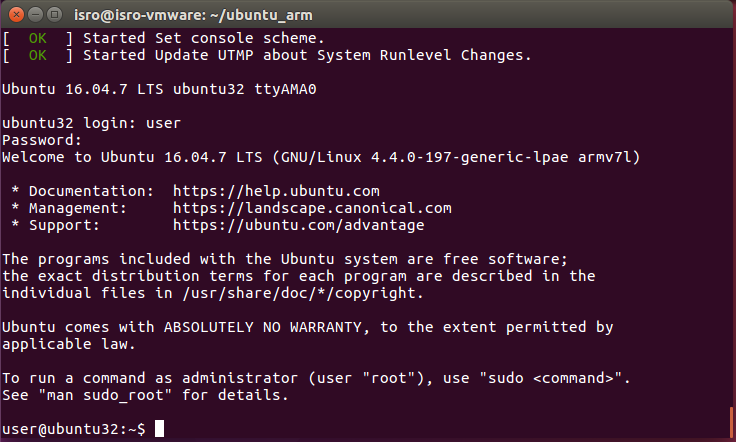 isro@isro-vmware: ~/ubuntu_arm
[  OK  ] Started Set console scheme.
[  OK  ] Started Update UTMP about System Runlevel Changes.
Ubuntu 16.04.7 LTS ubuntu32 ttyAMA0
ubuntu32 login: user
Password:
Welcome to Ubuntu 16.04.7 LTS (GNU/Linux 4.4.0-197-generic-lpae armv7l)
 * Documentation:  https://help.ubuntu.com
 * Management:     https://landscape.canonical.com
 * Support:        https://ubuntu.com/advantage
The programs included with the Ubuntu system are free software;
the exact distribution terms for each program are described in the
individual files in /usr/share/doc/*/copyright.
Ubuntu comes with ABSOLUTELY NO WARRANTY, to the extent permitted by
applicable law.
To run a command as administrator (user "root"), use "sudo <command>".
See "man sudo_root" for details.
user@ubuntu32:~$